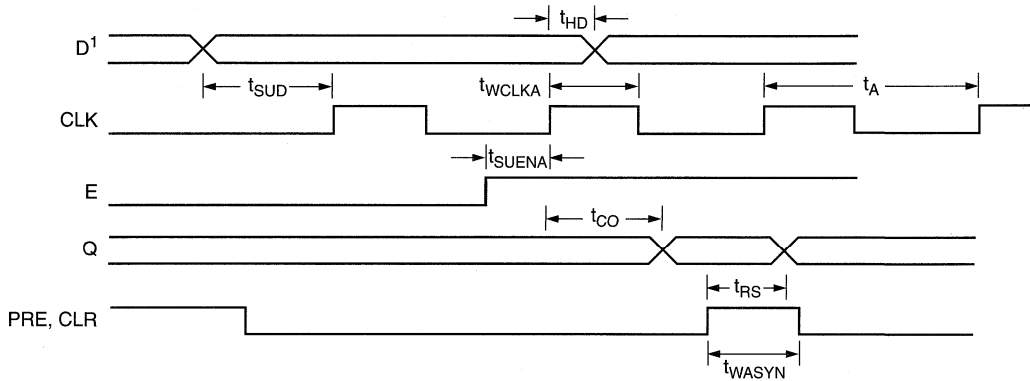 tHD
D¹
tSUD
tWCLKA
tA
CLK
tSUENA
E
tCO
Q
tRS
PRE, CLR
tWASYN